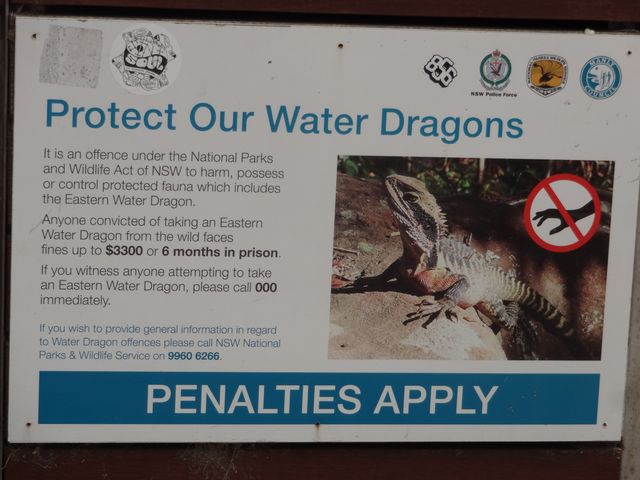 856
NSW Police Force
MANLY
COUNCIL
Protect Our Water Dragons
It is an offence under the National Parks
and Wildlife Act of NSW to harm, possess
or control protected fauna which includes
the Eastern Water Dragon.
Anyone convicted of taking an Eastern
Water Dragon from the wild faces
fines up to $3300 or 6 months in prison.
If you witness anyone attempting to take
an Eastern Water Dragon, please call 000
immediately.
If you wish to provide general information in regard
to Water Dragon offences please call NSW National
Parks & Wildlife Service on 9960 6266.
PENALTIES APPLY